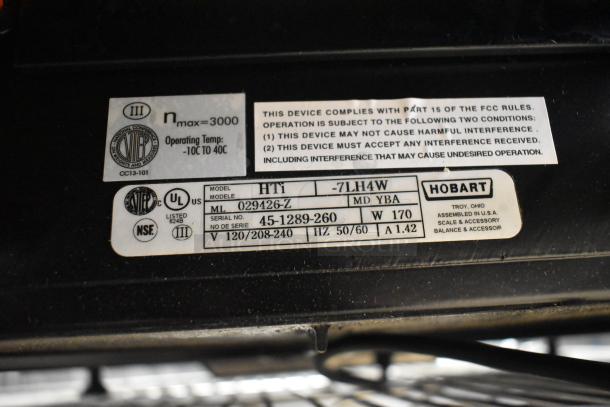 III
nmax=3000
Operating Temp:
-10C TO 40C
CC13-101
THIS DEVICE COMPLIES WITH PART 15 OF THE FCC RULES.
OPERATION IS SUBJECT TO THE FOLLOWING TWO CONDITIONS:
(1) THIS DEVICE MAY NOT CAUSE HARMFUL INTERFERENCE.
(2) THIS DEVICE MUST ACCEPT ANY INTERFERENCE RECEIVED,
INCLUDING INTERFERENCE THAT MAY CAUSE UNDESIRED OPERATION.
NTEP
C UL US
LISTED
824B
NSF
III
MODEL HTi -7LH4W
MODELE
ML 029426-Z MD YBA
SERIAL NO. 45-1289-260 W 170
NO DE SERIE
V 120/208-240 HZ 50/60 A 1.42
HOBART
TROY, OHIO
ASSEMBLED IN U.S.A.
SCALE & ACCESSORY
BALANCE & ACCESSOIR